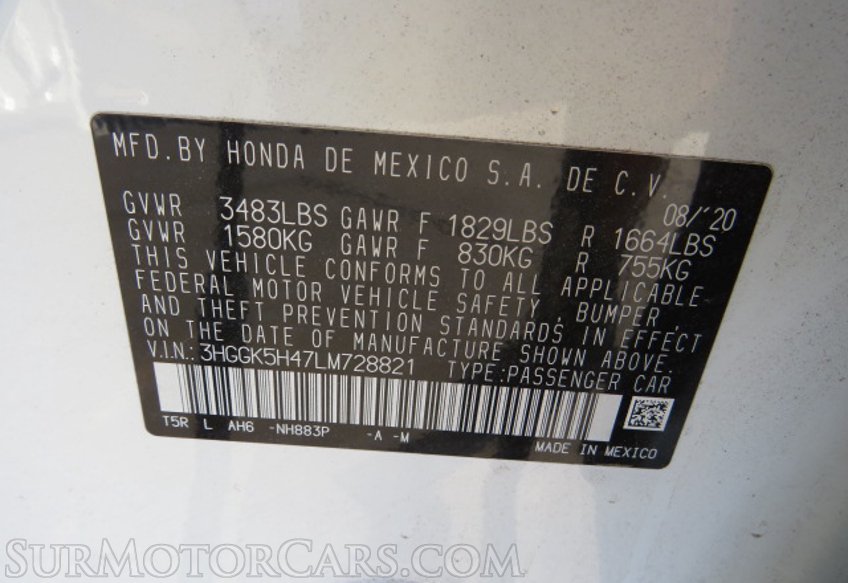 MFD. BY HONDA DE MEXICO S.A. DE C.V.
08/'20
GVWR 3483LBS GAWR F 1829LBS R 1664LBS
GVWR 1580KG GAWR F 830KG R 755KG
THIS VEHICLE CONFORMS TO ALL APPLICABLE
FEDERAL MOTOR VEHICLE SAFETY, BUMPER,
AND THEFT PREVENTION STANDARDS IN EFFECT
ON THE DATE OF MANUFACTURE SHOWN ABOVE.
V.I.N.: 3HGGK5H47LM728821 TYPE:PASSENGER CAR
T5R L AH6 -NH883P -A -M
MADE IN MEXICO
SURMOTORCARS.COM